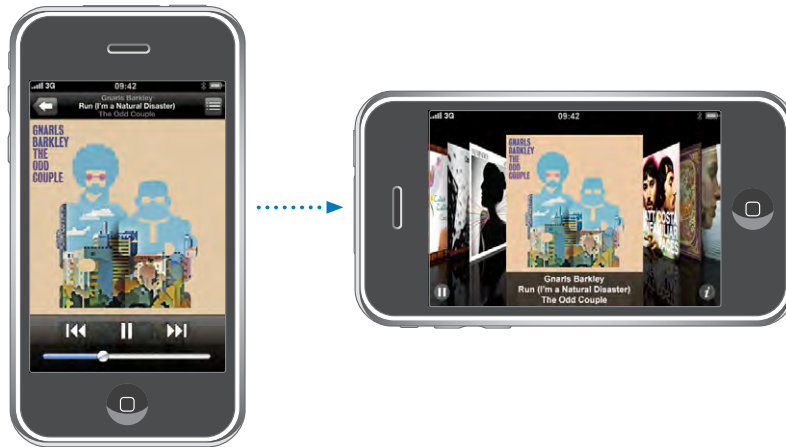 3G
09:42
Gnarls Barkley
Run (I'm a Natural Disaster)
The Odd Couple
GNARLS
BARKLEY
THE
ODD
COUPLE
3G
09:42
GNARLS
BARKLEY
THE
ODD
COUPLE
Gnarls Barkley
Run (I'm a Natural Disaster)
The Odd Couple
i